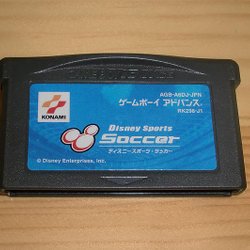 KONAMI
AGB-A6DJ-JPN
ゲームボーイ アドバンス
RK256-J1
Disney Sports
Soccer
ディズニースポーツ・サッカー
© Disney Enterprises, Inc.